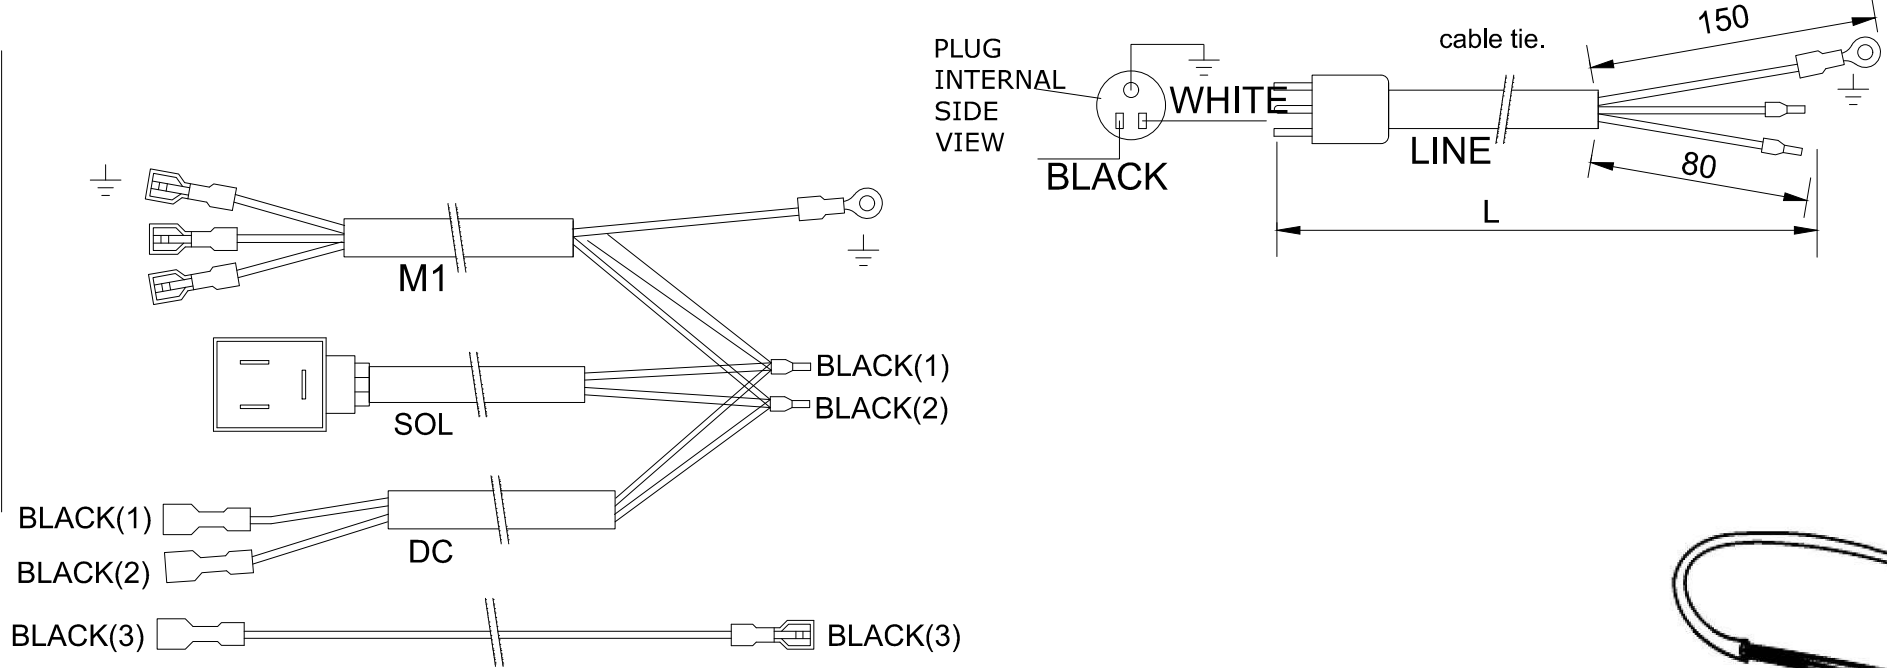 PLUG
INTERNAL
SIDE
VIEW
WHITE
BLACK
cable tie.
150
LINE
80
L
M1
SOL
BLACK(1)
BLACK(2)
BLACK(1)
BLACK(2)
DC
BLACK(3)
BLACK(3)